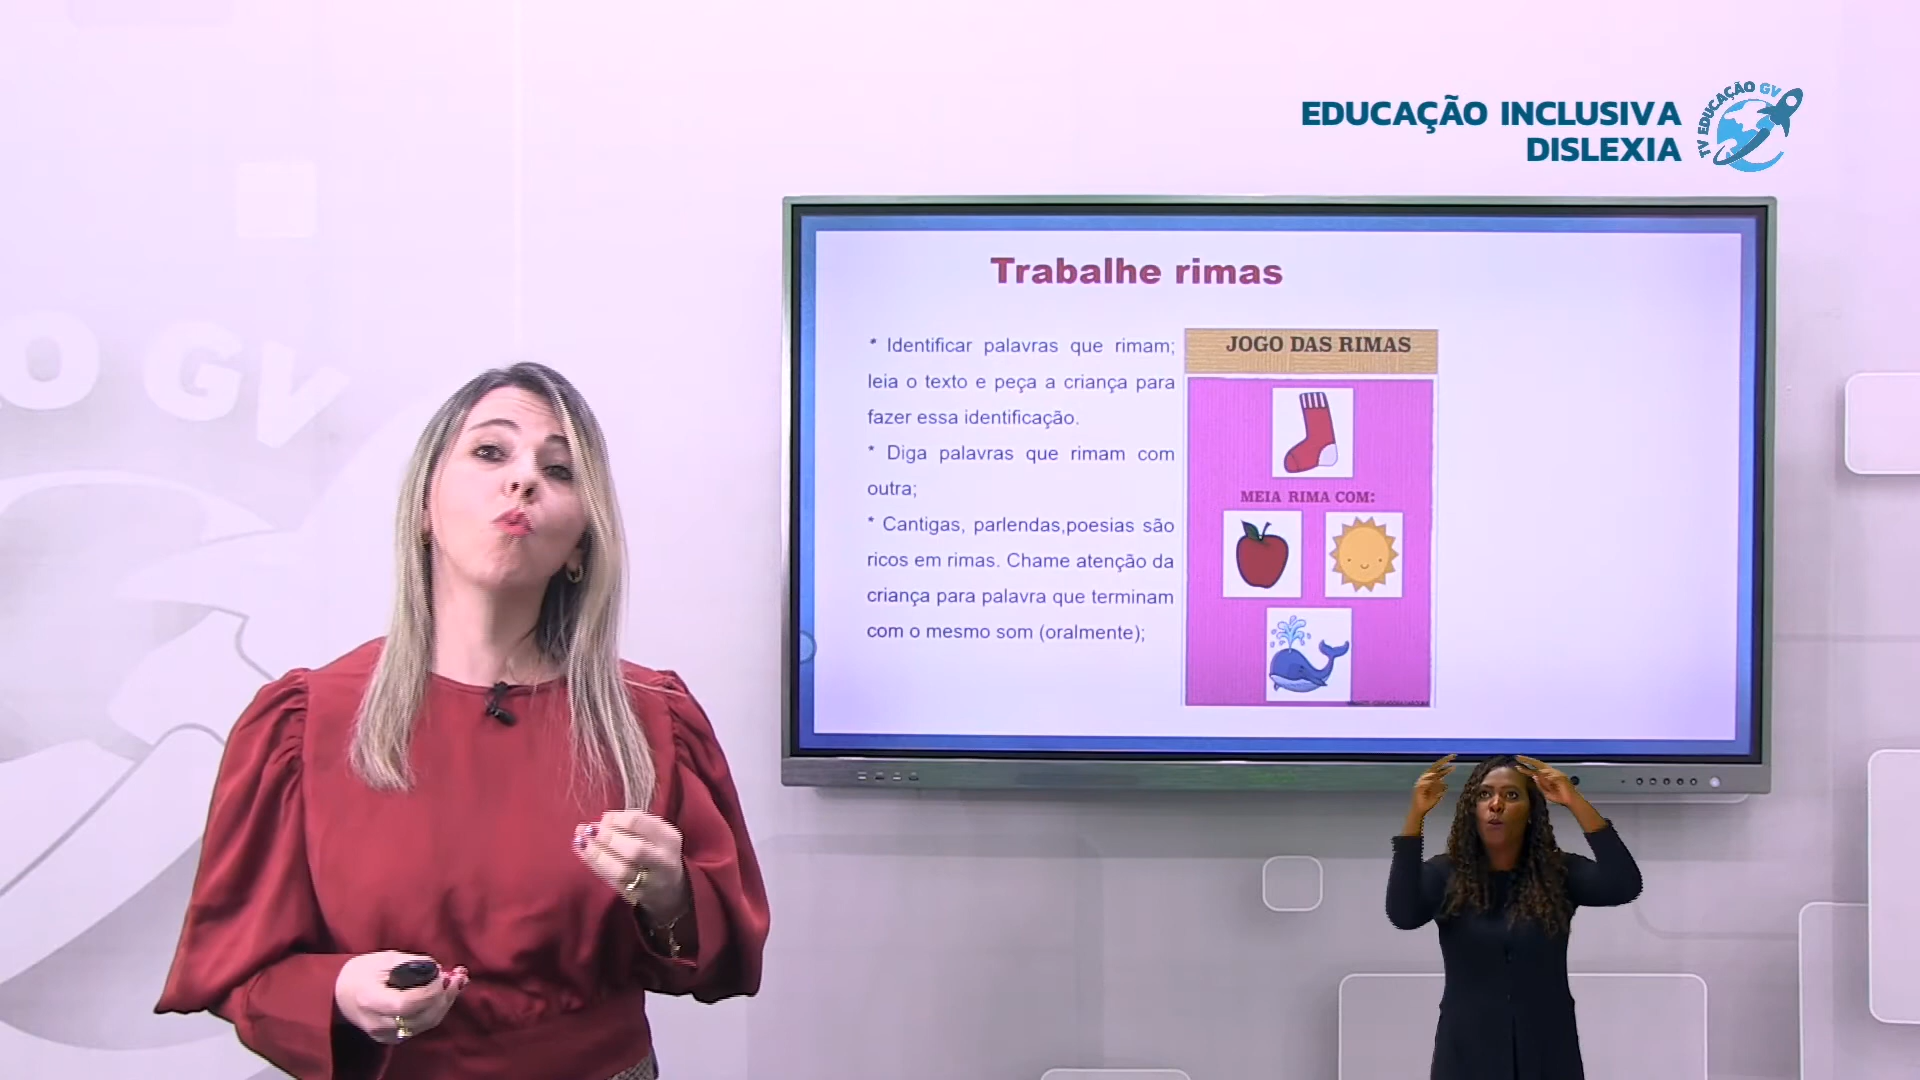 EDUCAÇÃO INCLUSIVA
DISLEXIA
TV EDUCAÇÃO GV
Trabalhe rimas
* Identificar palavras que rimam;
leia o texto e peça a criança para
fazer essa identificação.
* Diga palavras que rimam com
outra;
* Cantigas, parlendas,poesias são
ricos em rimas. Chame atenção da
criança para palavra que terminam
com o mesmo som (oralmente);
JOGO DAS RIMAS
MEIA RIMA COM:
O GV